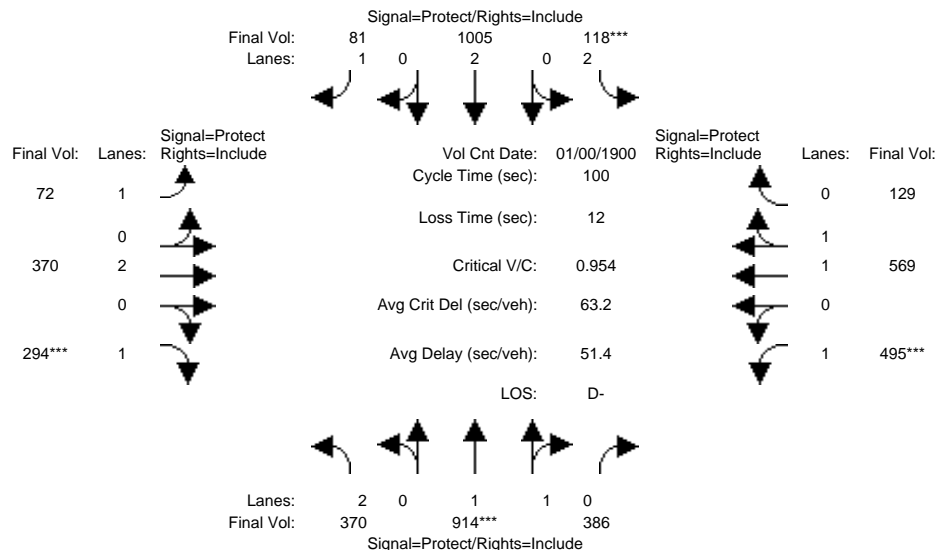 Signal=Protect/Rights=Include
Final Vol: 81 1005 118***
Lanes: 1 0 2 0 2
Signal=Protect Signal=Protect
Final Vol: Lanes: Rights=Include Vol Cnt Date: 01/00/1900 Rights=Include Lanes: Final Vol:
Cycle Time (sec): 100
72 1 0 129
Loss Time (sec): 12
0 1
370 2 Critical V/C: 0.954 1 569
0 Avg Crit Del (sec/veh): 63.2 0
294*** 1 Avg Delay (sec/veh): 51.4 1 495***
LOS: D-
Lanes: 2 0 1 1 0
Final Vol: 370 914*** 386
Signal=Protect/Rights=Include